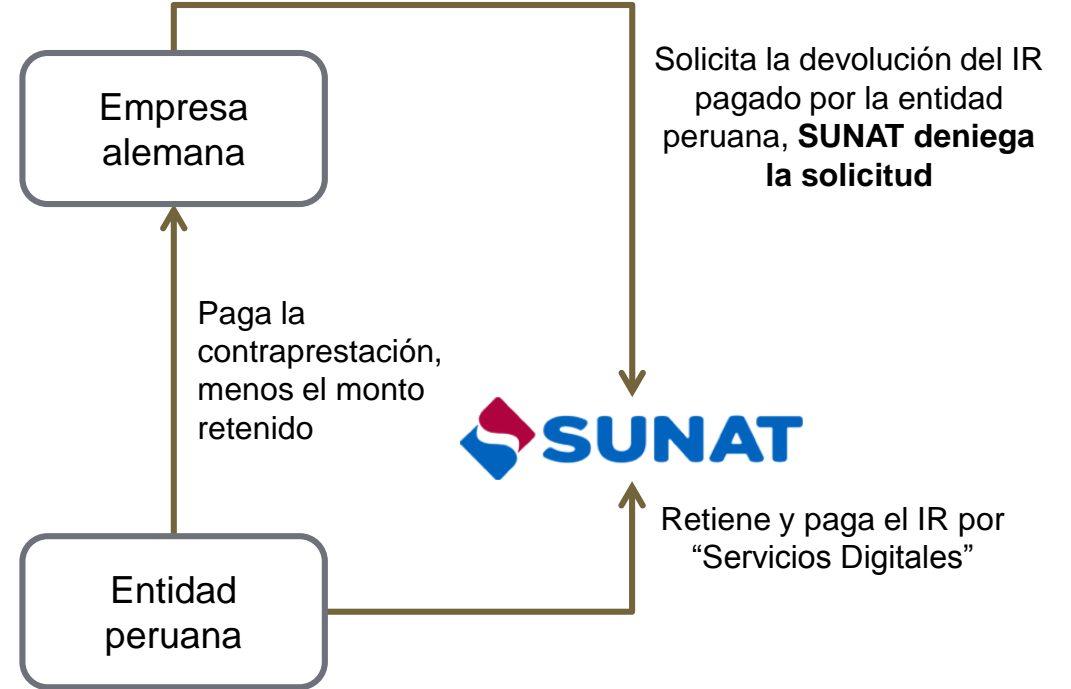 Empresa
alemana
Solicita la devolución del IR
pagado por la entidad
peruana, SUNAT deniega
la solicitud
Paga la
contraprestación,
menos el monto
retenido
SUNAT
Retiene y paga el IR por
“Servicios Digitales”
Entidad
peruana